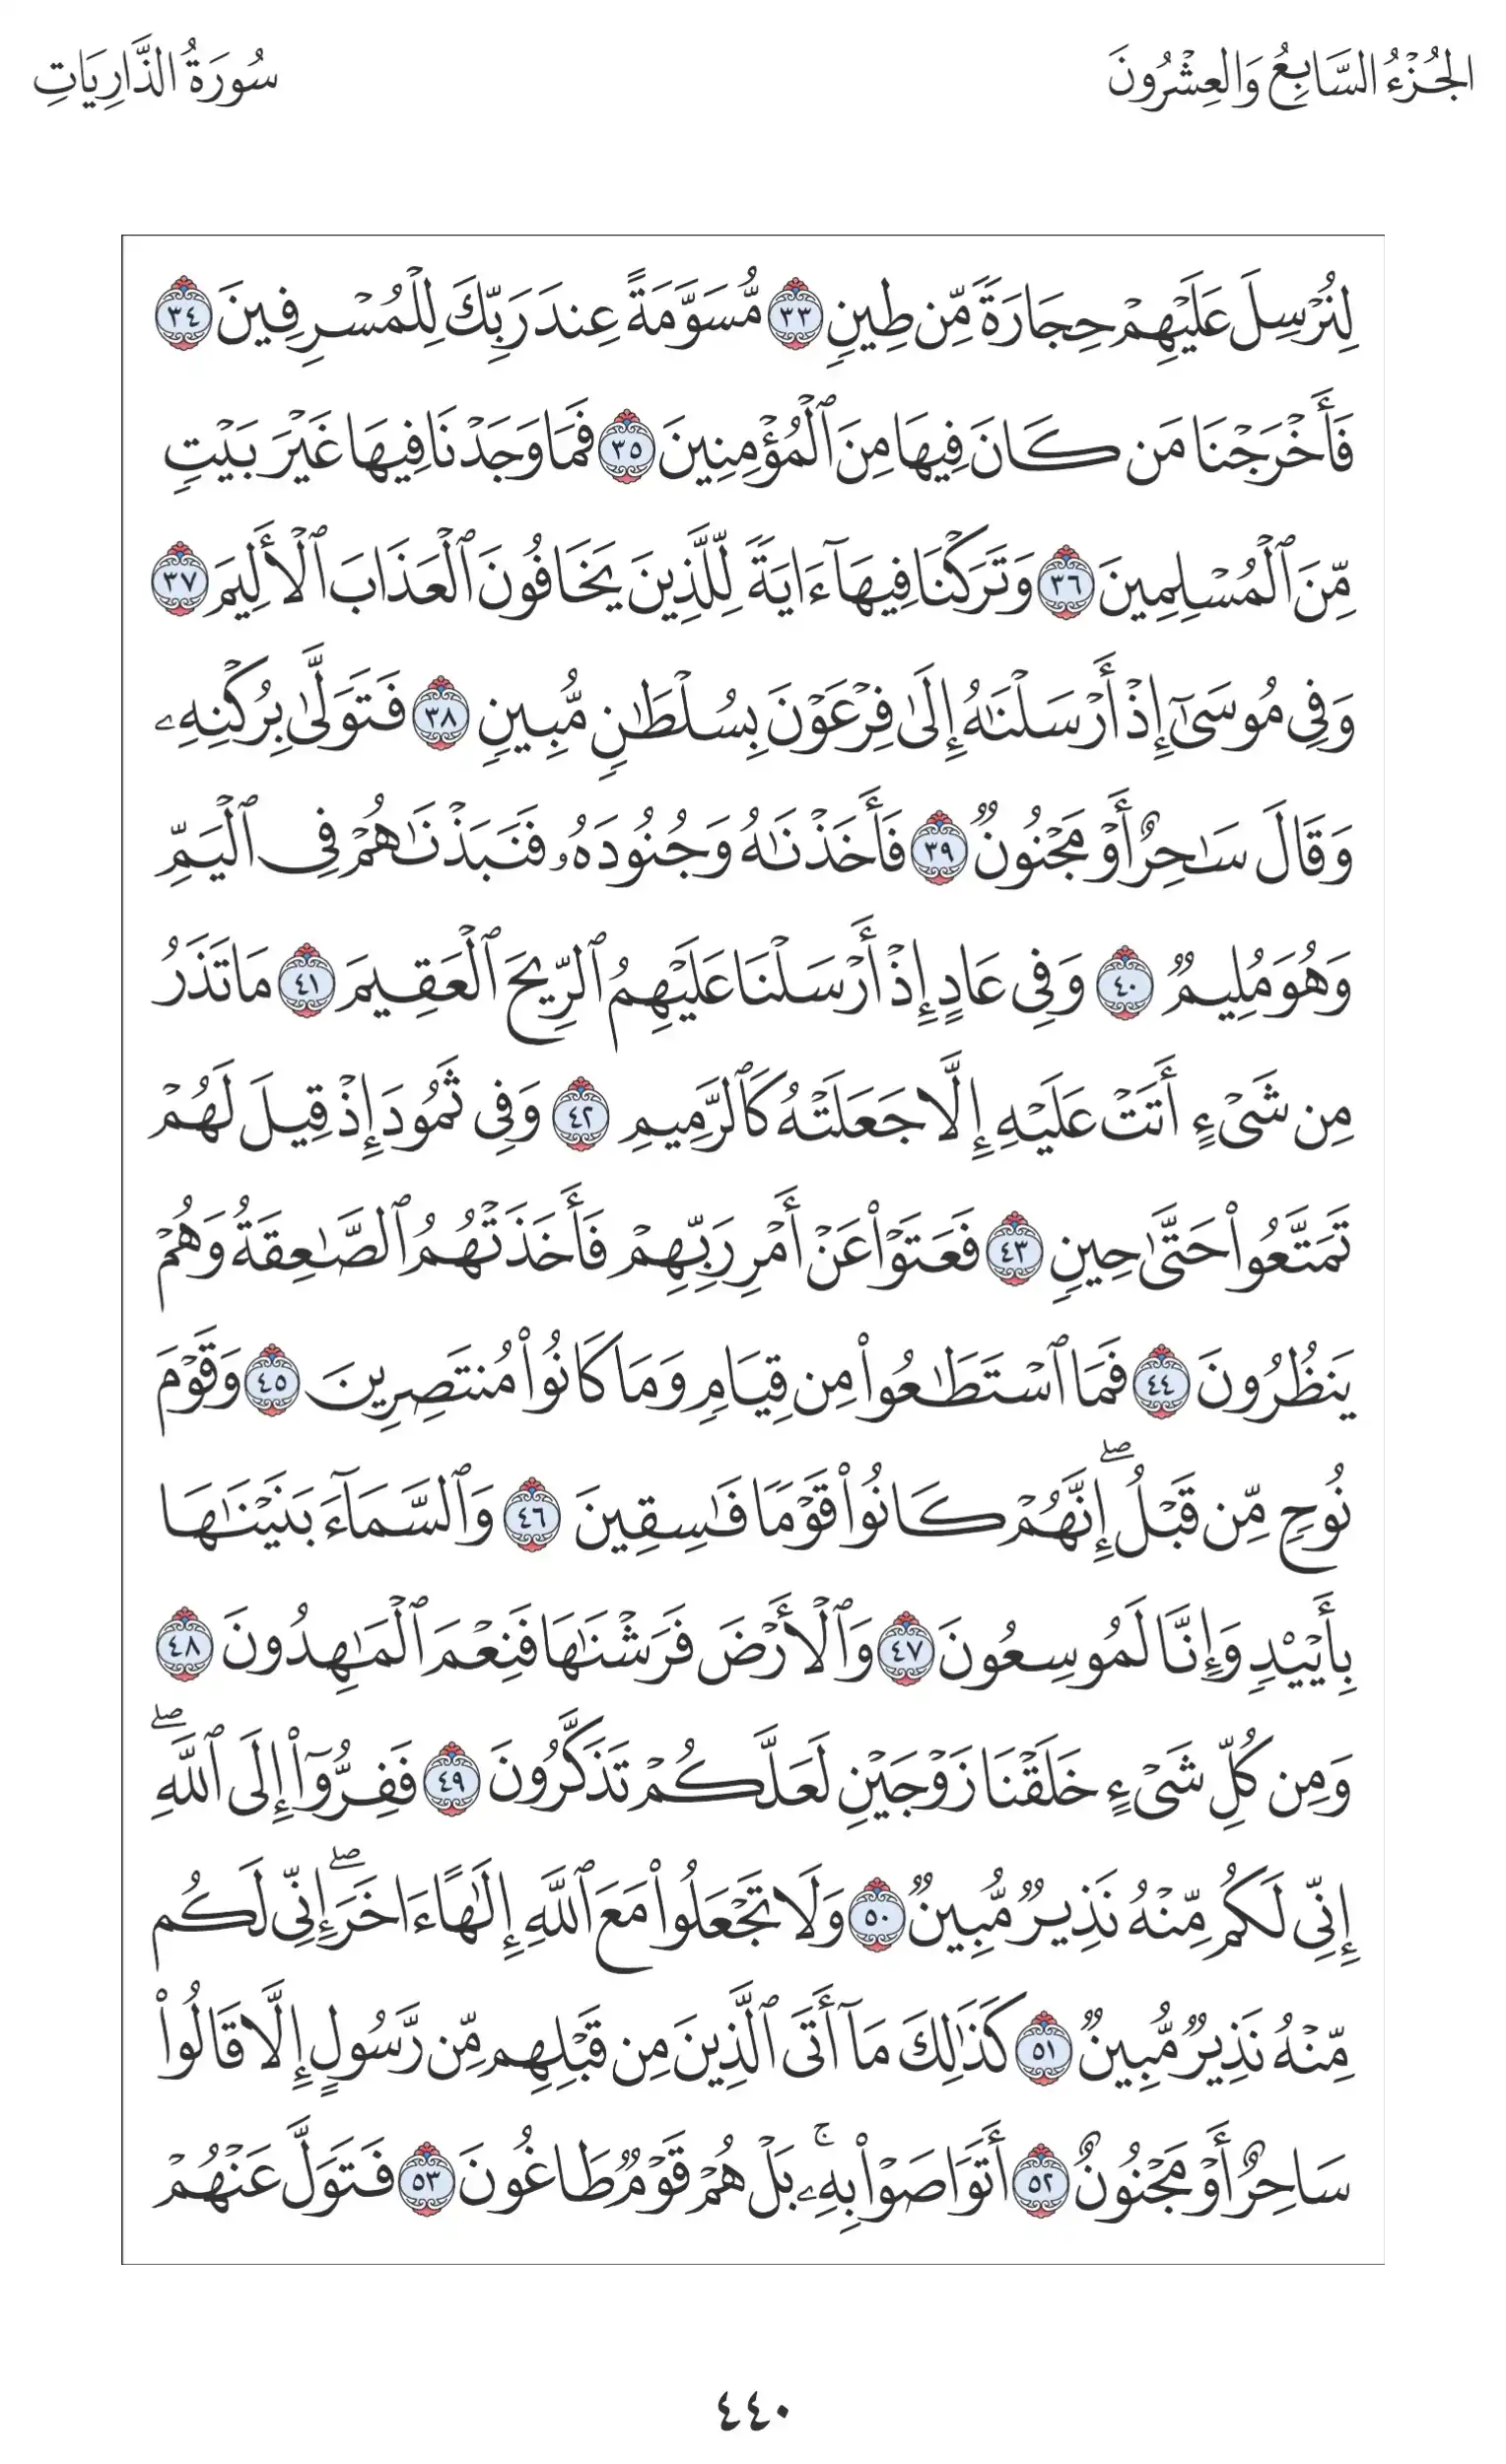 الجُزْءُ السَّابِعُ وَالعِشْرُونَ
سُورَةُ الذَّارِيَاتِ
لِنُرْسِلَ عَلَيْهِمْ حِجَارَةً مِّن طِينٍ ٣٣ مُّسَوَّمَةً عِندَ رَبِّكَ لِلْمُسْرِفِينَ ٣٤
فَأَخْرَجْنَا مَن كَانَ فِيهَا مِنَ ٱلْمُؤْمِنِينَ ٣٥ فَمَا وَجَدْنَا فِيهَا غَيْرَ بَيْتٍ
مِّنَ ٱلْمُسْلِمِينَ ٣٦ وَتَرَكْنَا فِيهَآ ءَايَةً لِّلَّذِينَ يَخَافُونَ ٱلْعَذَابَ ٱلْأَلِيمَ ٣٧
وَفِي مُوسَىٰٓ إِذْ أَرْسَلْنَٰهُ إِلَىٰ فِرْعَوْنَ بِسُلْطَٰنٍ مُّبِينٍ ٣٨ فَتَوَلَّىٰ بِرُكْنِهِۦ
وَقَالَ سَٰحِرٌ أَوْ مَجْنُونٌ ٣٩ فَأَخَذْنَٰهُ وَجُنُودَهُۥ فَنَبَذْنَٰهُمْ فِي ٱلْيَمِّ
وَهُوَ مُلِيمٌ ٤٠ وَفِي عَادٍ إِذْ أَرْسَلْنَا عَلَيْهِمُ ٱلرِّيحَ ٱلْعَقِيمَ ٤١ مَا تَذَرُ
مِن شَيْءٍ أَتَتْ عَلَيْهِ إِلَّا جَعَلَتْهُ كَٱلرَّمِيمِ ٤٢ وَفِي ثَمُودَ إِذْ قِيلَ لَهُمْ
تَمَتَّعُوا۟ حَتَّىٰ حِينٍ ٤٣ فَعَتَوْا۟ عَنْ أَمْرِ رَبِّهِمْ فَأَخَذَتْهُمُ ٱلصَّٰعِقَةُ وَهُمْ
يَنظُرُونَ ٤٤ فَمَا ٱسْتَطَٰعُوا۟ مِن قِيَامٍ وَمَا كَانُوا۟ مُنتَصِرِينَ ٤٥ وَقَوْمَ
نُوحٍ مِّن قَبْلُ ۖ إِنَّهُمْ كَانُوا۟ قَوْمًا فَٰسِقِينَ ٤٦ وَٱلسَّمَآءَ بَنَيْنَٰهَا
بِأَيْي۟دٍ وَإِنَّا لَمُوسِعُونَ ٤٧ وَٱلْأَرْضَ فَرَشْنَٰهَا فَنِعْمَ ٱلْمَٰهِدُونَ ٤٨
وَمِن كُلِّ شَيْءٍ خَلَقْنَا زَوْجَيْنِ لَعَلَّكُمْ تَذَكَّرُونَ ٤٩ فَفِرُّوٓا۟ إِلَى ٱللَّهِ ۖ
إِنِّي لَكُم مِّنْهُ نَذِيرٌ مُّبِينٌ ٥٠ وَلَا تَجْعَلُوا۟ مَعَ ٱللَّهِ إِلَٰهًا ءَاخَرَ ۖ إِنِّي لَكُم
مِّنْهُ نَذِيرٌ مُّبِينٌ ٥١ كَذَٰلِكَ مَآ أَتَى ٱلَّذِينَ مِن قَبْلِهِم مِّن رَّسُولٍ إِلَّا قَالُوا۟
سَاحِرٌ أَوْ مَجْنُونٌ ٥٢ أَتَوَاصَوْا۟ بِهِۦ ۚ بَلْ هُمْ قَوْمٌ طَاغُونَ ٥٣ فَتَوَلَّ عَنْهُمْ
٤٤٠